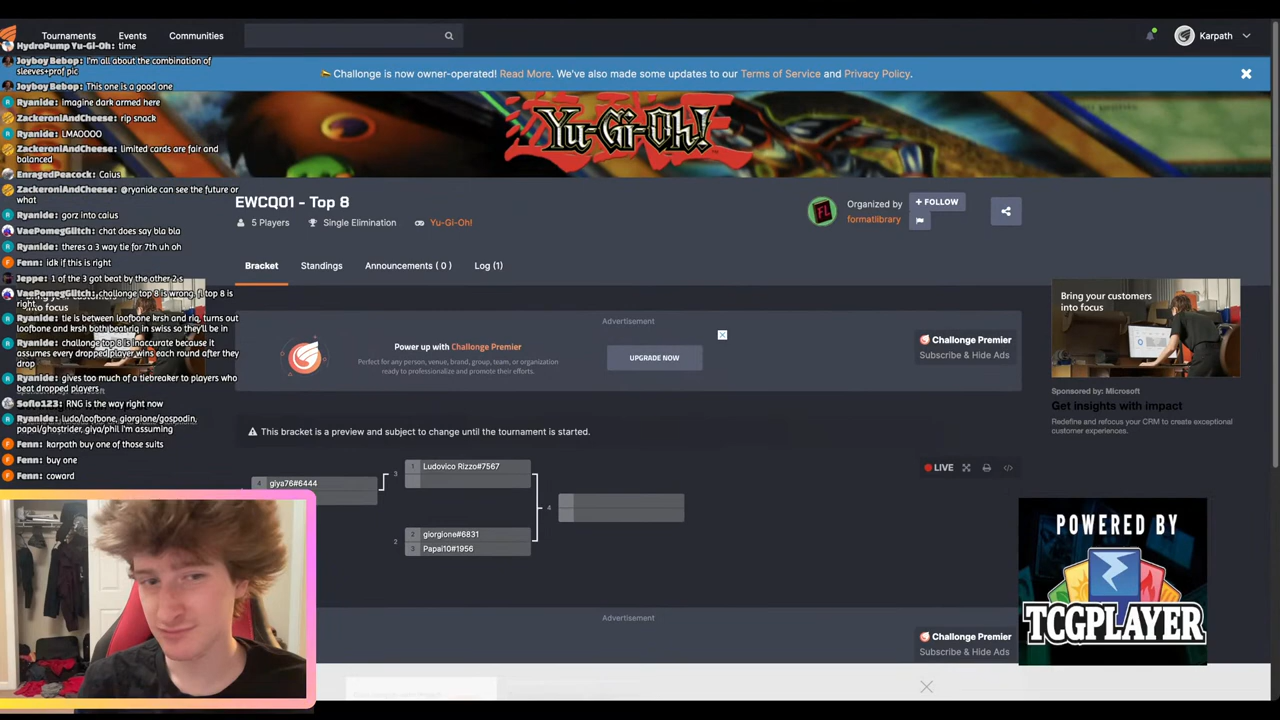 Tournaments
Events
Communities
Karpath
HydroPump Yu-Gi-Oh: time
Joyboy Bebop: I'm all about the combination of
sleeves+prof pic
Joyboy Bebop: This one is a good one
Ryanide: Imagine dark armed here
ZackeroniAndCheese: rip snack
Ryanide: LMAOOOO
ZackeroniAndCheese: limited cards are fair and
balanced
EnragedPeacock: Caius
ZackeroniAndCheese: @ryanide can see the future or
what
Ryanide: gorz into caius
VaePomegGlitch: chat does say bla bla
Ryanide: theres a 3 way tie for 7th uh oh
Fenn: idk if this is right
Jeppe: 1 of the 3 got beat by the other 2 s
VaePomegGlitch: challonge top 8 is wrong, fl top 8 is
right
Ryanide: tie is between loofbone krsh and riq, turns out
loofbone and krsh both beat riq in swiss so they'll be in
Ryanide: challonge top 8 is inaccurate because it
assumes every dropped player wins each round after they
drop
Ryanide: gives too much of a tiebreaker to players who
beat dropped players
Soflo123: RNG is the way right now
Ryanide: ludo/loofbone, giorgione/gospodin,
papoi/ghostrider, giya/phil I'm assuming
Fenn: karpath buy one of those suits
Fenn: buy one
Fenn: coward
Challonge is now owner-operated! Read More. We've also made some updates to our Terms of Service and Privacy Policy.
Yu-Gi-Oh!
EWCQ01 - Top 8
5 Players
Single Elimination
Yu-Gi-Oh!
FL
Organized by
formatlibrary
+ FOLLOW
Bracket
Standings
Announcements ( 0 )
Log (1)
Advertisement
Power up with Challonge Premier
Perfect for any person, venue, brand, group, team, or organization
ready to professionalize and promote their efforts.
UPGRADE NOW
Challonge Premier
Subscribe & Hide Ads
Bring your customers
into focus
Sponsored by: Microsoft
Get insights with impact
Redefine and refocus your CRM to create exceptional
customer experiences.
This bracket is a preview and subject to change until the tournament is started.
LIVE
4 giya76#6444
3
1 Ludovico Rizzo#7567
4
2
2 giorgione#6831
3 Papai10#1956
Advertisement
Challonge Premier
Subscribe & Hide Ads
POWERED BY
TCGPLAYER